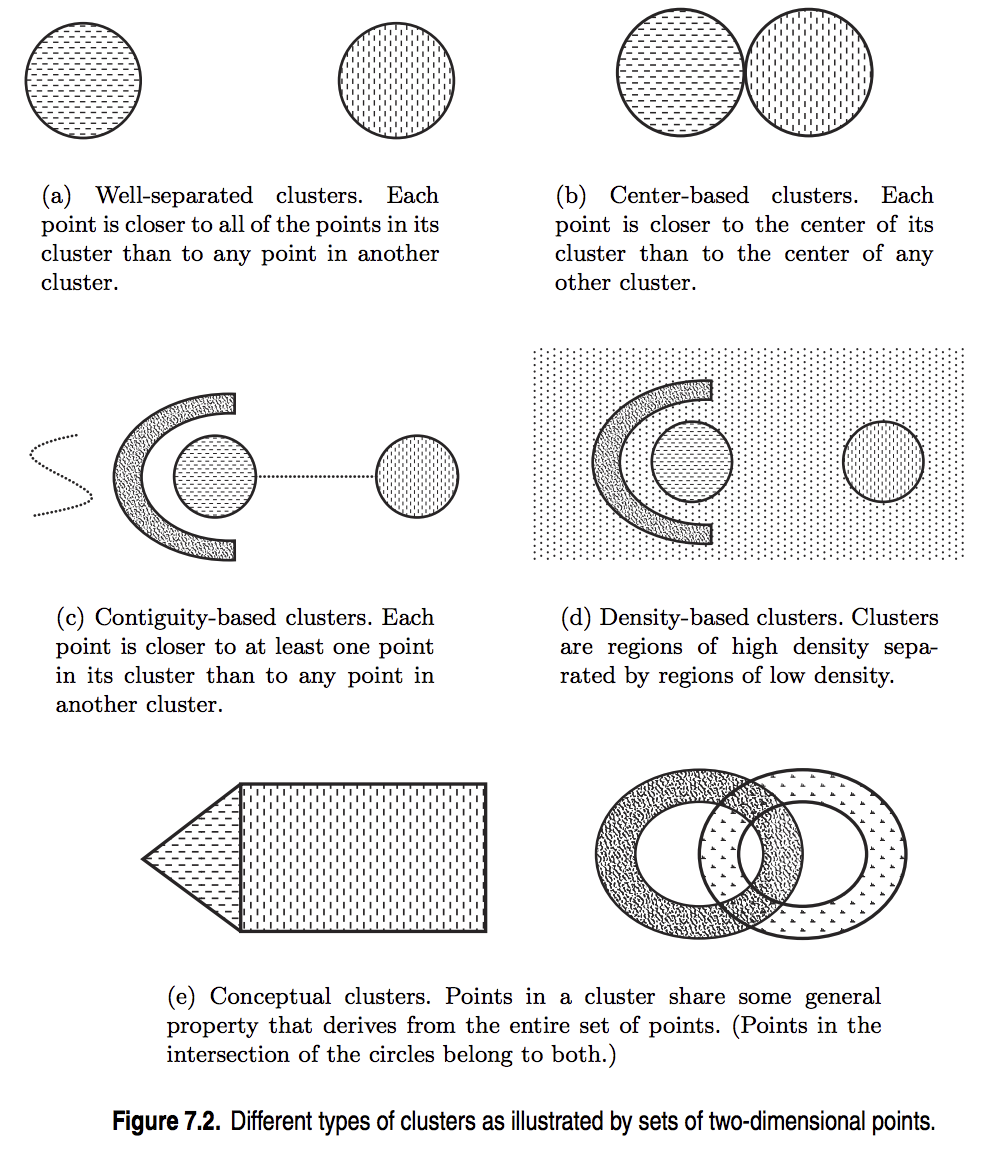 (a) Well-separated clusters. Each
point is closer to all of the points in its
cluster than to any point in another
cluster.
(b) Center-based clusters. Each
point is closer to the center of its
cluster than to the center of any
other cluster.
(c) Contiguity-based clusters. Each
point is closer to at least one point
in its cluster than to any point in
another cluster.
(d) Density-based clusters. Clusters
are regions of high density sepa-
rated by regions of low density.
(e) Conceptual clusters. Points in a cluster share some general
property that derives from the entire set of points. (Points in the
intersection of the circles belong to both.)
Figure 7.2. Different types of clusters as illustrated by sets of two-dimensional points.